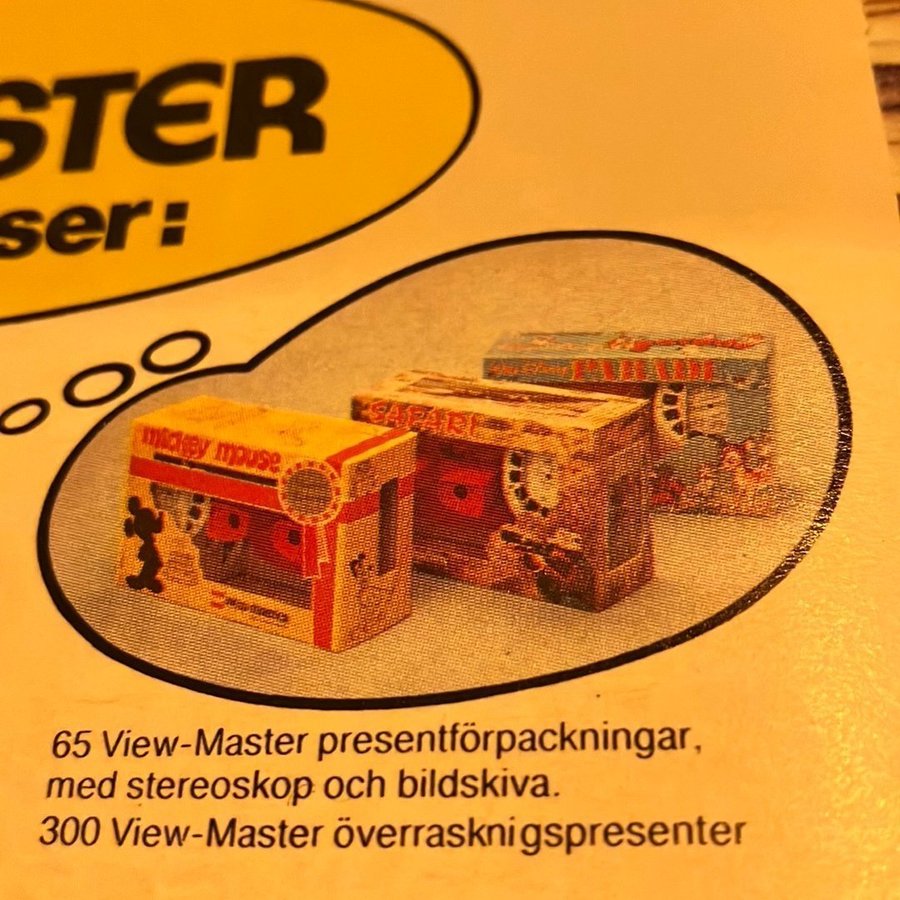 STER
ser:
mickey mouse
SAFARI
PARADE
65 View-Master presentförpackningar,
med stereoskop och bildskiva.
300 View-Master överrasknigspresenter